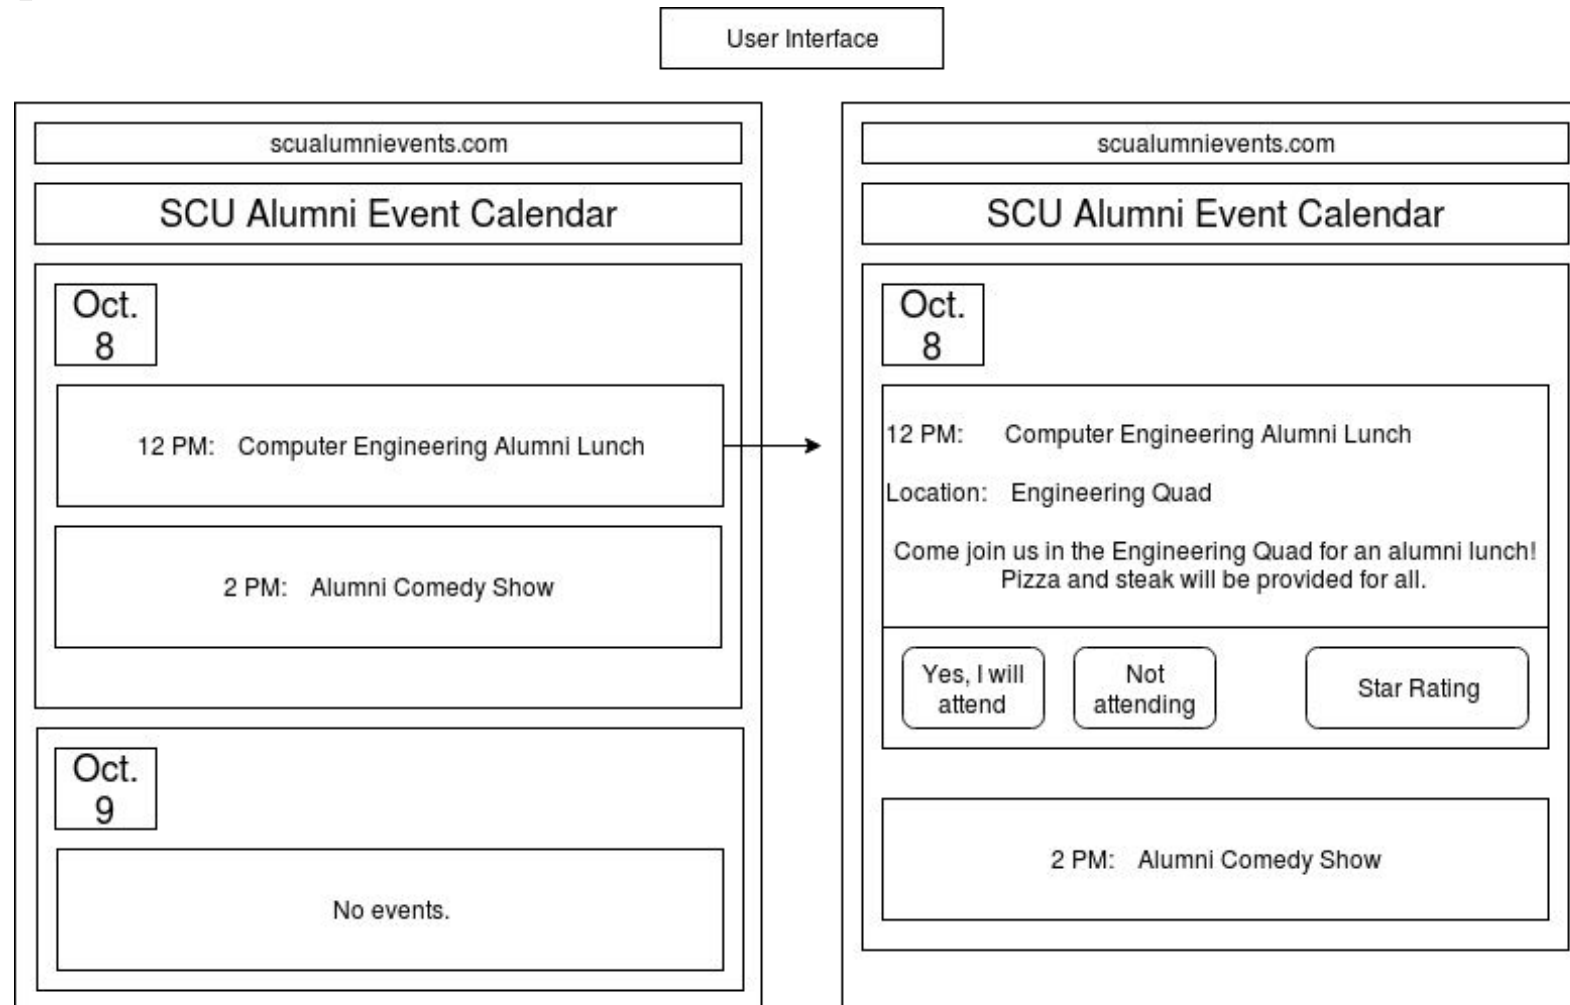 User Interface
scualumnievents.com
SCU Alumni Event Calendar
Oct.
8
12 PM: Computer Engineering Alumni Lunch
2 PM: Alumni Comedy Show
Oct.
9
No events.
scualumnievents.com
SCU Alumni Event Calendar
Oct.
8
12 PM: Computer Engineering Alumni Lunch
Location: Engineering Quad
Come join us in the Engineering Quad for an alumni lunch!
Pizza and steak will be provided for all.
Yes, I will
attend
Not
attending
Star Rating
2 PM: Alumni Comedy Show